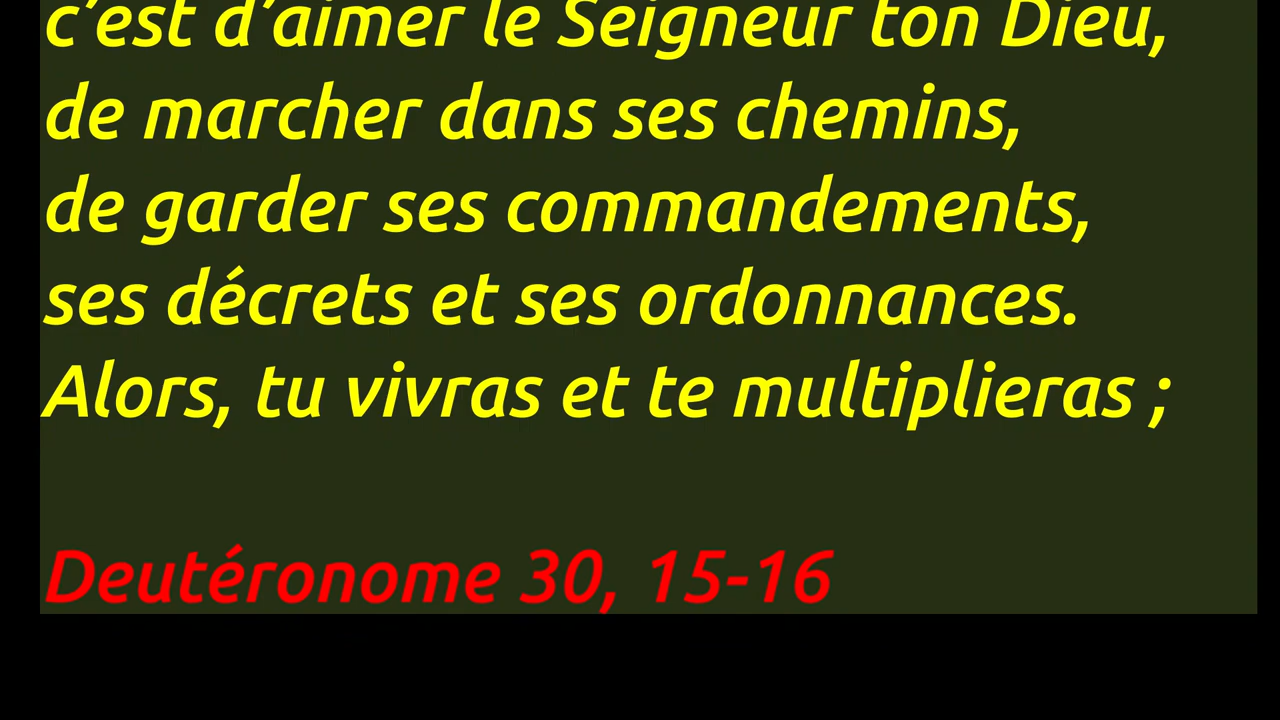 c’est d’aimer le Seigneur ton Dieu,
de marcher dans ses chemins,
de garder ses commandements,
ses décrets et ses ordonnances.
Alors, tu vivras et te multiplieras ;
Deutéronome 30, 15-16